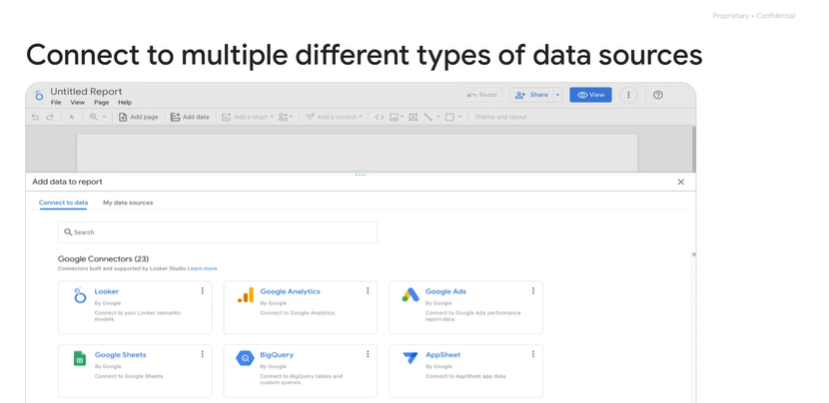 Proprietary + Confidential
Connect to multiple different types of data sources
Untitled Report
File View Page Help
Reset
Share
View
Add page
Add data
Add a chart
Add a control
Theme and layout
Add data to report
Connect to data
My data sources
Search
Google Connectors (23)
Connectors built and supported by Looker Studio Learn more
Looker
By Google
Connect to your Looker semantic
models.
Google Analytics
By Google
Connect to Google Analytics.
Google Ads
By Google
Connect to Google Ads performance
report data.
Google Sheets
By Google
Connect to Google Sheets.
BigQuery
By Google
Connect to BigQuery tables and
custom queries.
AppSheet
By Google
Connect to AppSheet app data.